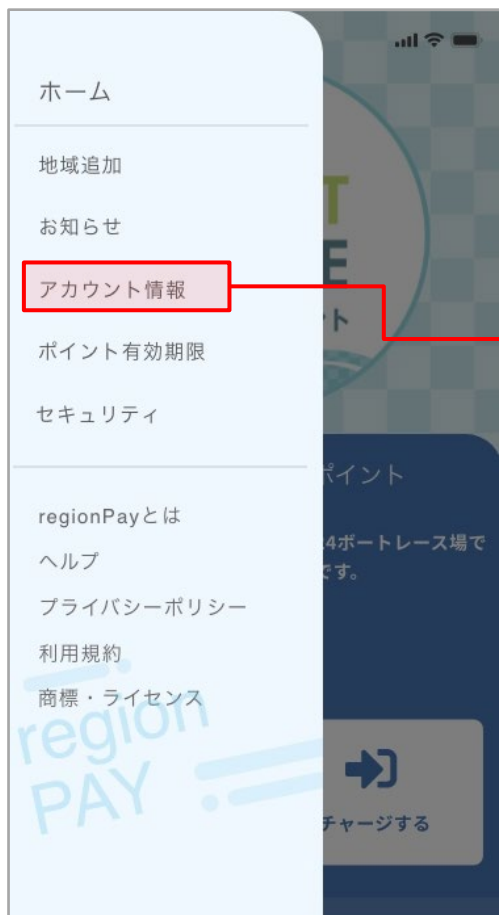 ホーム
地域追加
お知らせ
アカウント情報
ポイント有効期限
セキュリティ
regionPayとは
ヘルプ
プライバシーポリシー
利用規約
商標・ライセンス
region
PAY
T
E
ト
ポイント
24ボートレース場で
です。
チャージする